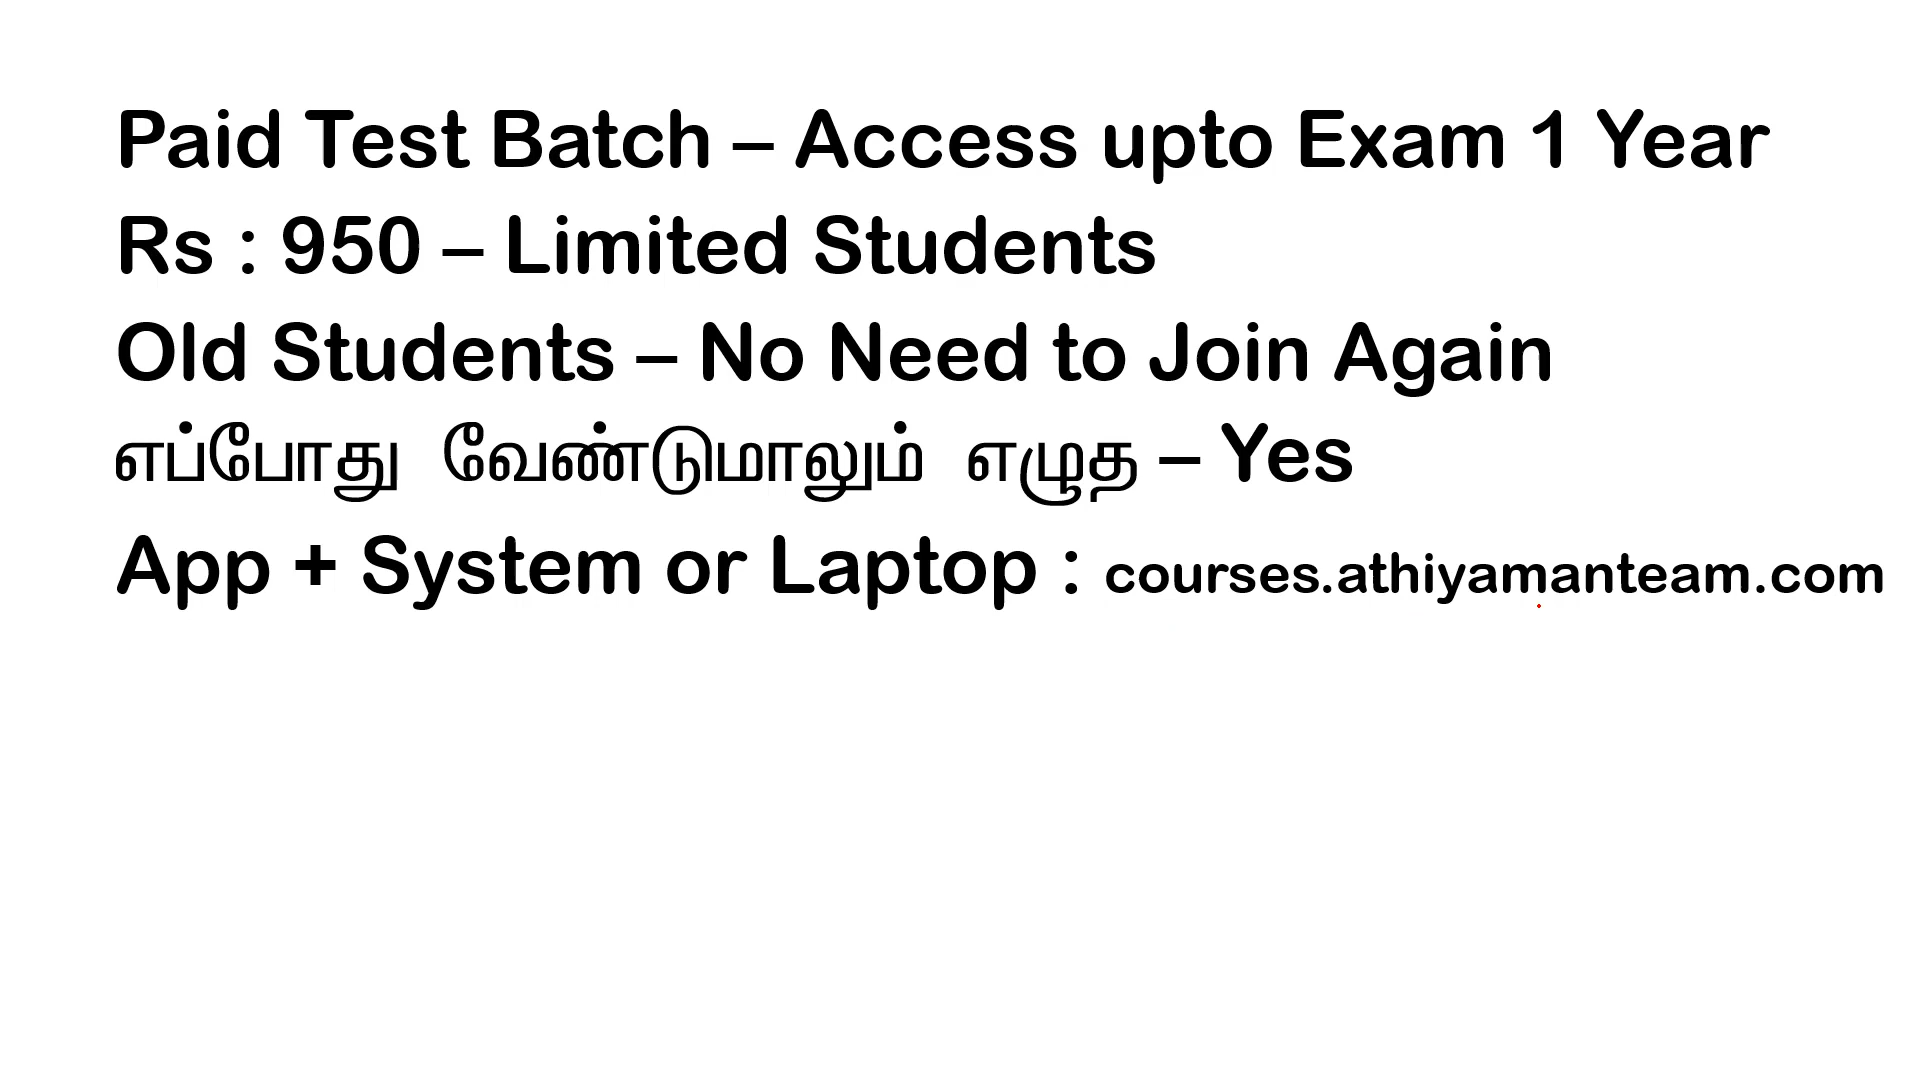 Paid Test Batch – Access upto Exam 1 Year
Rs : 950 – Limited Students
Old Students – No Need to Join Again
எப்போது வேண்டுமாலும் எழுத – Yes
App + System or Laptop : courses.athiyamanteam.com